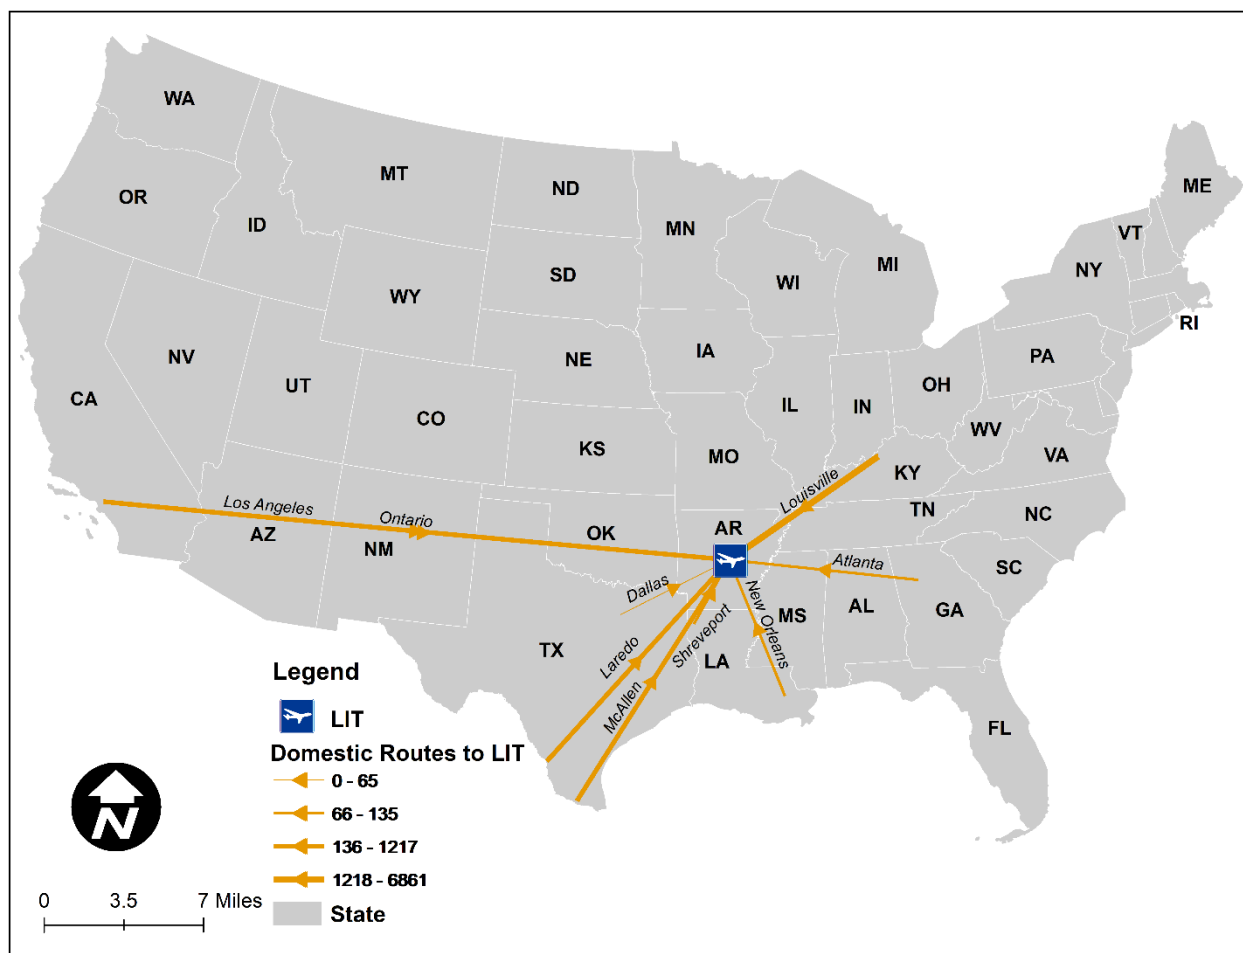 WA
MT
ND
ME
OR
ID
MN
VT
SD
WI
MI
NY
WY
RI
NV
IA
PA
NE
OH
UT
CA
CO
IL
IN
WV
KS
MO
KY
VA
Los Angeles
Ontario
Louisville
TN
NC
AZ
NM
OK
AR
Atlanta
SC
Dallas
New Orleans
MS
AL
GA
TX
Laredo
Shreveport
LA
McAllen
FL
Legend
LIT
Domestic Routes to LIT
0 - 65
66 - 135
136 - 1217
1218 - 6861
State
N
0 3.5 7 Miles